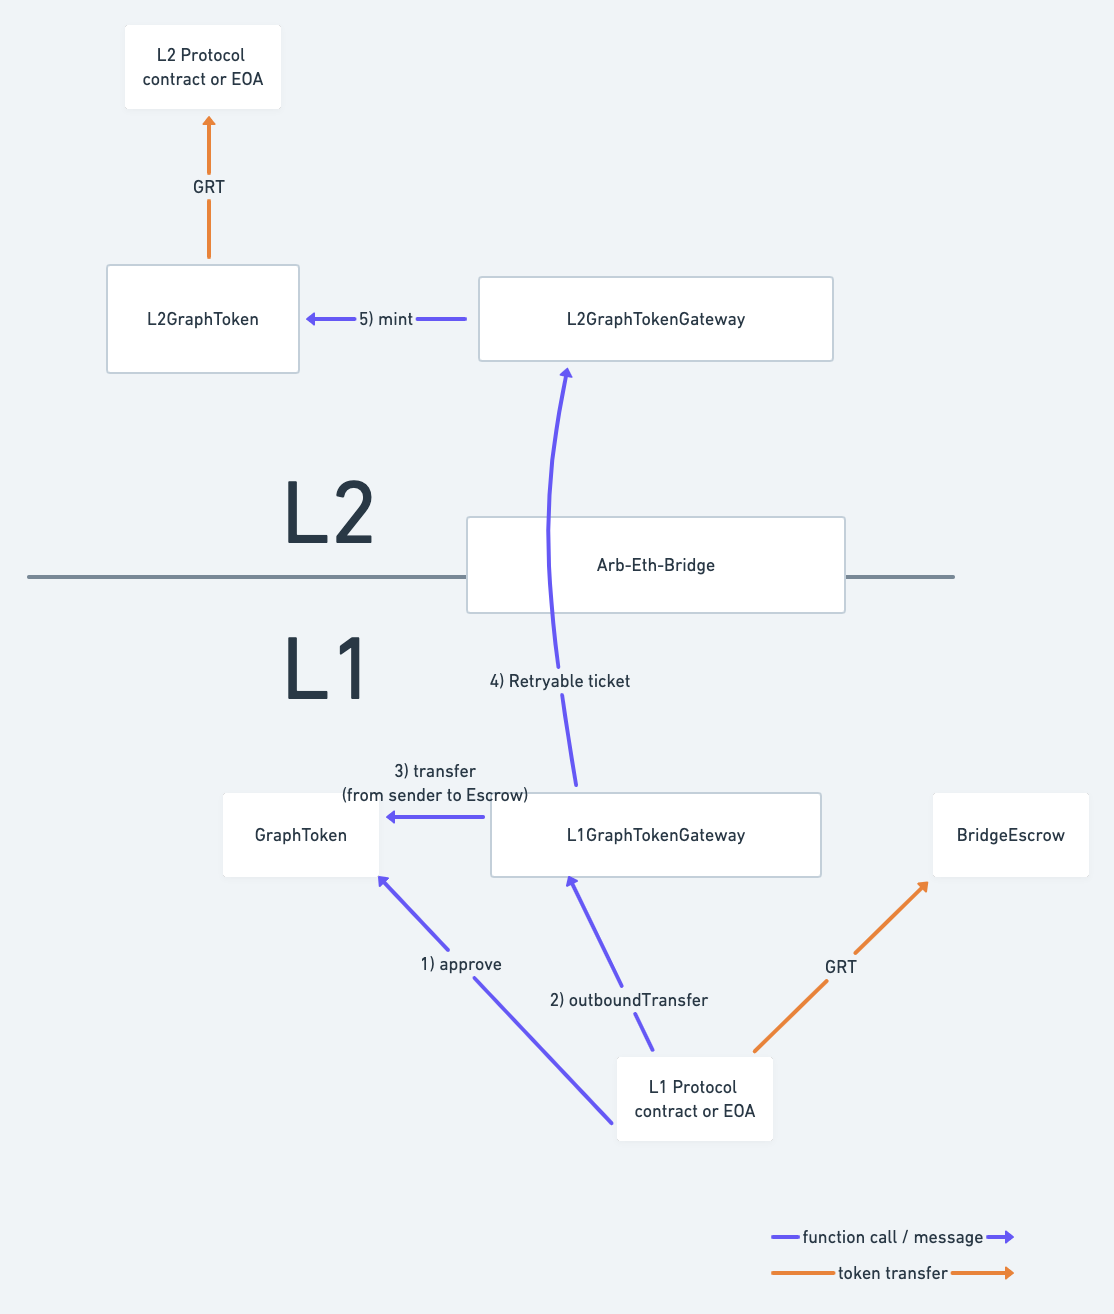 L2 Protocol
contract or EOA
GRT
L2GraphToken
5) mint
L2GraphTokenGateway
L2
Arb-Eth-Bridge
L1
4) Retryable ticket
3) transfer
(from sender to Escrow)
GraphToken
L1GraphTokenGateway
BridgeEscrow
1) approve
GRT
2) outboundTransfer
L1 Protocol
contract or EOA
function call / message
token transfer